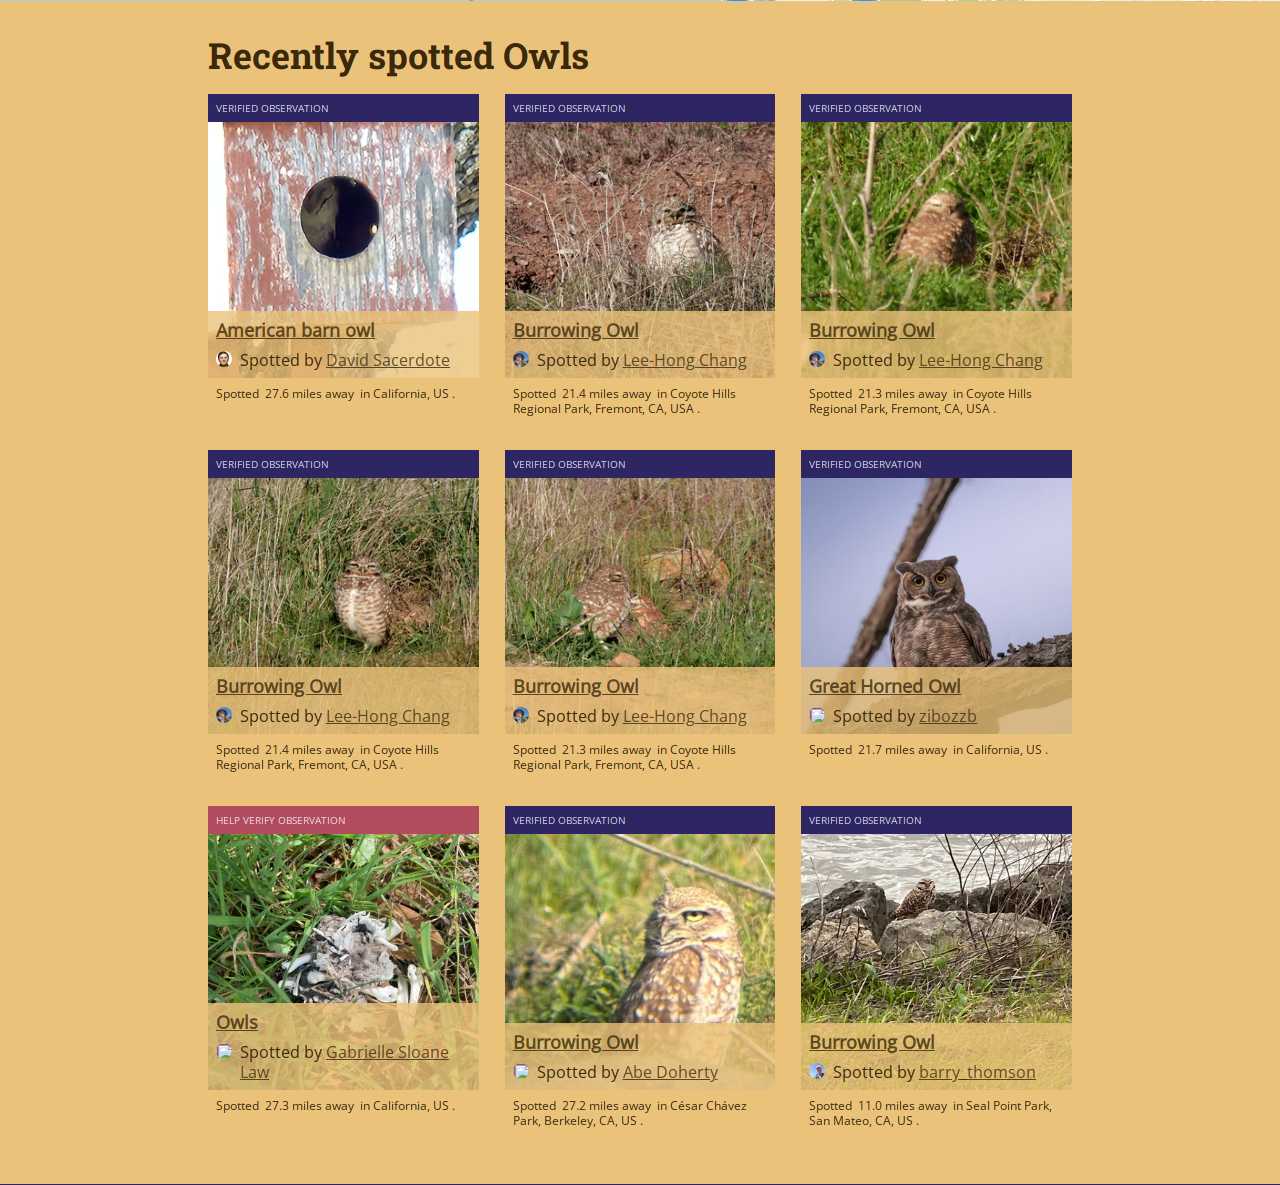 Recently spotted Owls
VERIFIED OBSERVATION
American barn owl
Spotted by David Sacerdote
Spotted 27.6 miles away in California, US .
VERIFIED OBSERVATION
Burrowing Owl
Spotted by Lee-Hong Chang
Spotted 21.4 miles away in Coyote Hills
Regional Park, Fremont, CA, USA .
VERIFIED OBSERVATION
Burrowing Owl
Spotted by Lee-Hong Chang
Spotted 21.3 miles away in Coyote Hills
Regional Park, Fremont, CA, USA .
VERIFIED OBSERVATION
Burrowing Owl
Spotted by Lee-Hong Chang
Spotted 21.4 miles away in Coyote Hills
Regional Park, Fremont, CA, USA .
VERIFIED OBSERVATION
Burrowing Owl
Spotted by Lee-Hong Chang
Spotted 21.3 miles away in Coyote Hills
Regional Park, Fremont, CA, USA .
VERIFIED OBSERVATION
Great Horned Owl
Spotted by zibozzb
Spotted 21.7 miles away in California, US .
HELP VERIFY OBSERVATION
Owls
Spotted by Gabrielle Sloane
Law
Spotted 27.3 miles away in California, US .
VERIFIED OBSERVATION
Burrowing Owl
Spotted by Abe Doherty
Spotted 27.2 miles away in César Chávez
Park, Berkeley, CA, US .
VERIFIED OBSERVATION
Burrowing Owl
Spotted by barry_thomson
Spotted 11.0 miles away in Seal Point Park,
San Mateo, CA, US .